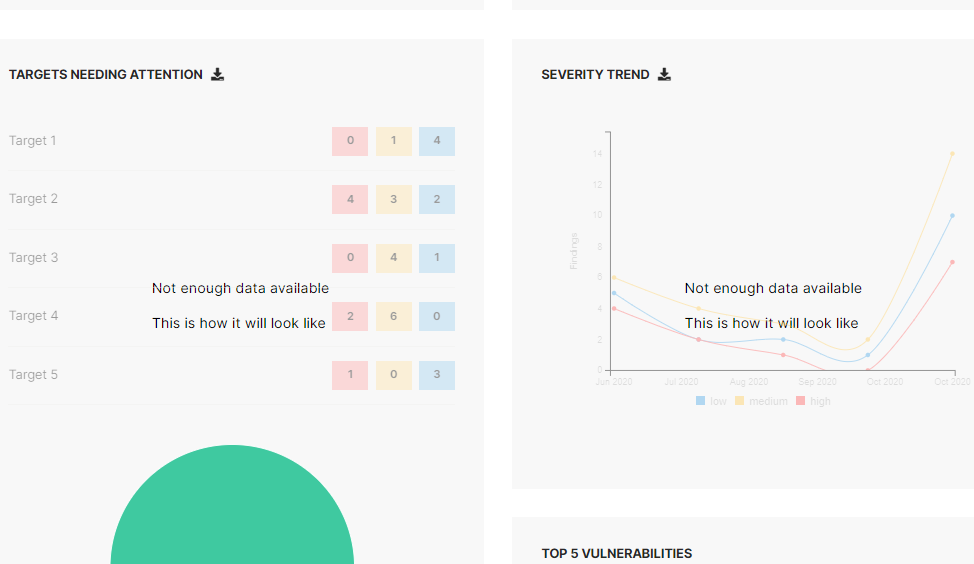 TARGETS NEEDING ATTENTION
Target 1 0 1 4
Target 2 4 3 2
Target 3 0 4 1
Not enough data available
Target 4 2 6 0
This is how it will look like
Target 5 1 0 3
SEVERITY TREND
14
12
10
8
6
4
2
0
Findings
Not enough data available
This is how it will look like
Jun 2020 Jul 2020 Aug 2020 Sep 2020 Oct 2020 Oct 2020
low medium high
TOP 5 VULNERABILITIES